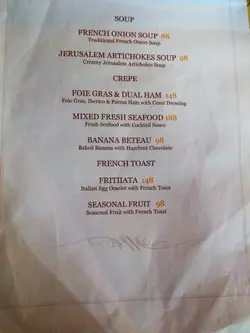 SOUP
FRENCH ONION SOUP 88
Traditional French Onion Soup
JERUSALEM ARTICHOKES SOUP 98
Creamy Jerusalem Artichokes Soup
CREPE
FOIE GRAS & DUAL HAM 148
Foie Gras, Iberico & Parma Ham with Cesar Dressing
MIXED FRESH SEAFOOD 188
Fresh Seafood with Cocktail Sauce
BANANA BETEAU 98
Baked Banana with Hazelnut Chocolate
FRENCH TOAST
FRITIIATA 148
Italian Egg Omelet with French Toast
SEASONAL FRUIT 98
Seasonal Fruit with French Toast